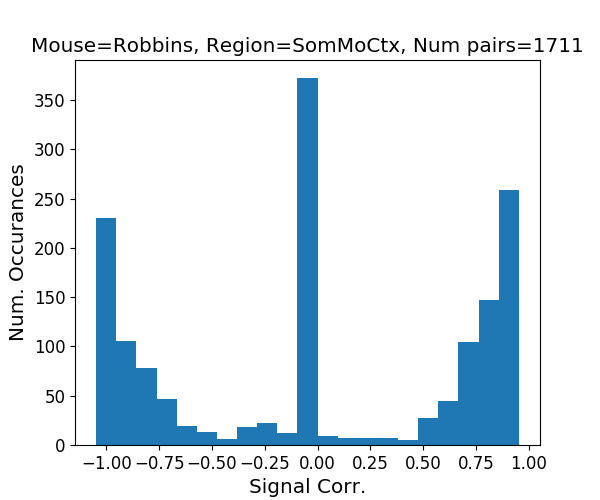 Mouse=Robbins, Region=SomMoCtx, Num pairs=1711
Num. Occurances
350
300
250
200
150
100
50
0
−1.00 −0.75 −0.50 −0.25 0.00 0.25 0.50 0.75 1.00
Signal Corr.